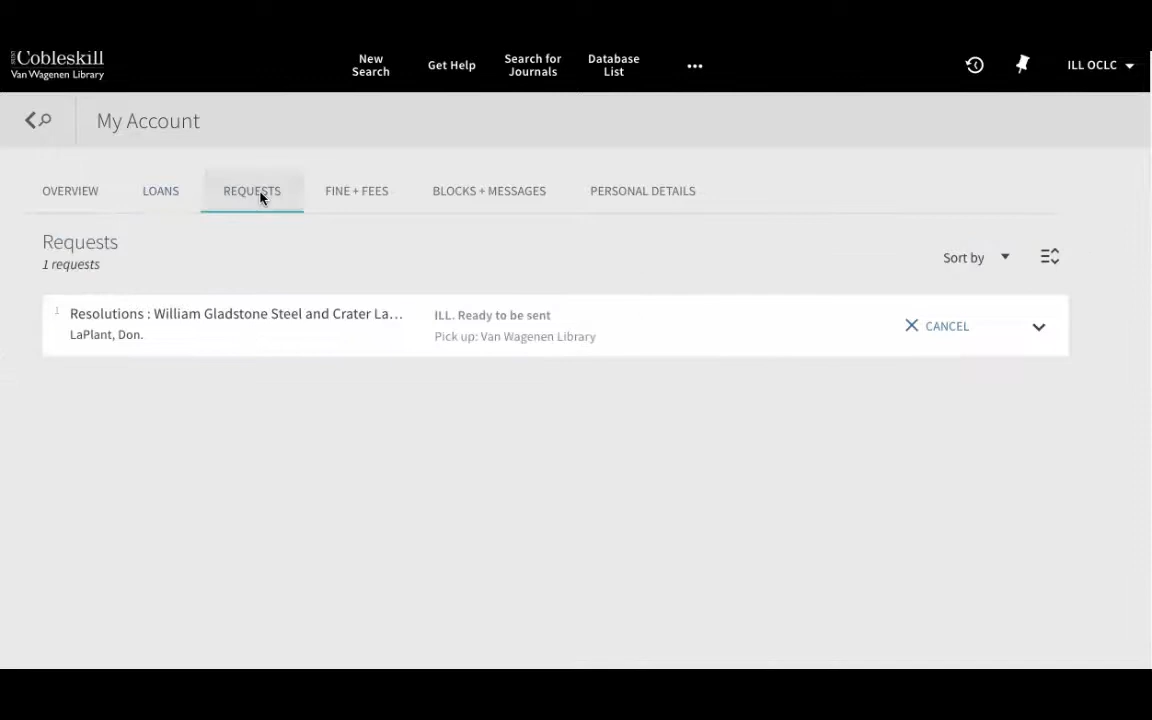 SUNY Cobleskill
Van Wagenen Library
New Search
Get Help
Search for Journals
Database List
...
ILL OCLC
My Account
OVERVIEW
LOANS
REQUESTS
FINE + FEES
BLOCKS + MESSAGES
PERSONAL DETAILS
Requests
1 requests
Sort by
1
Resolutions : William Gladstone Steel and Crater La...
LaPlant, Don.
ILL. Ready to be sent
Pick up: Van Wagenen Library
CANCEL